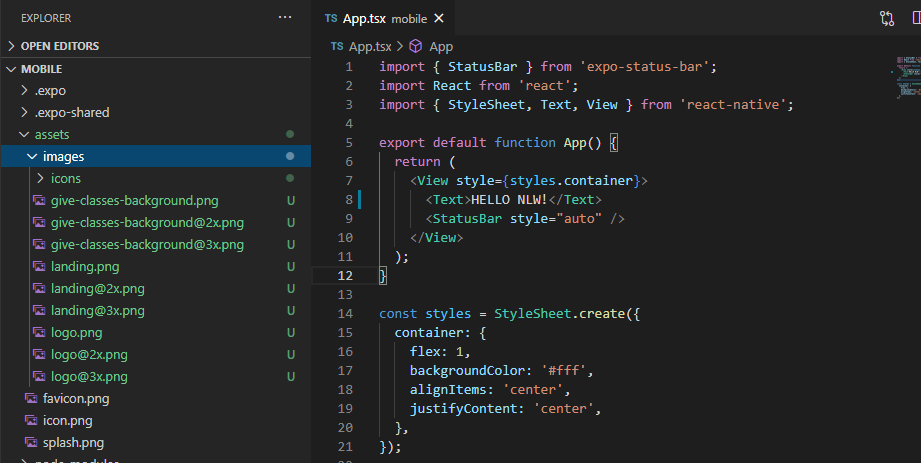 EXPLORER
OPEN EDITORS
MOBILE
.expo
.expo-shared
assets
images
icons
give-classes-background.png U
give-classes-background@2x.png U
give-classes-background@3x.png U
landing.png U
landing@2x.png U
landing@3x.png U
logo.png U
logo@2x.png U
logo@3x.png U
favicon.png
icon.png
splash.png
TS App.tsx mobile
TS App.tsx > App
1 import { StatusBar } from 'expo-status-bar';
2 import React from 'react';
3 import { StyleSheet, Text, View } from 'react-native';
4
5 export default function App() {
6   return (
7     <View style={styles.container}>
8       <Text>HELLO NLW!</Text>
9       <StatusBar style="auto" />
10     </View>
11   );
12 }
13
14 const styles = StyleSheet.create({
15   container: {
16     flex: 1,
17     backgroundColor: '#fff',
18     alignItems: 'center',
19     justifyContent: 'center',
20   },
21 });